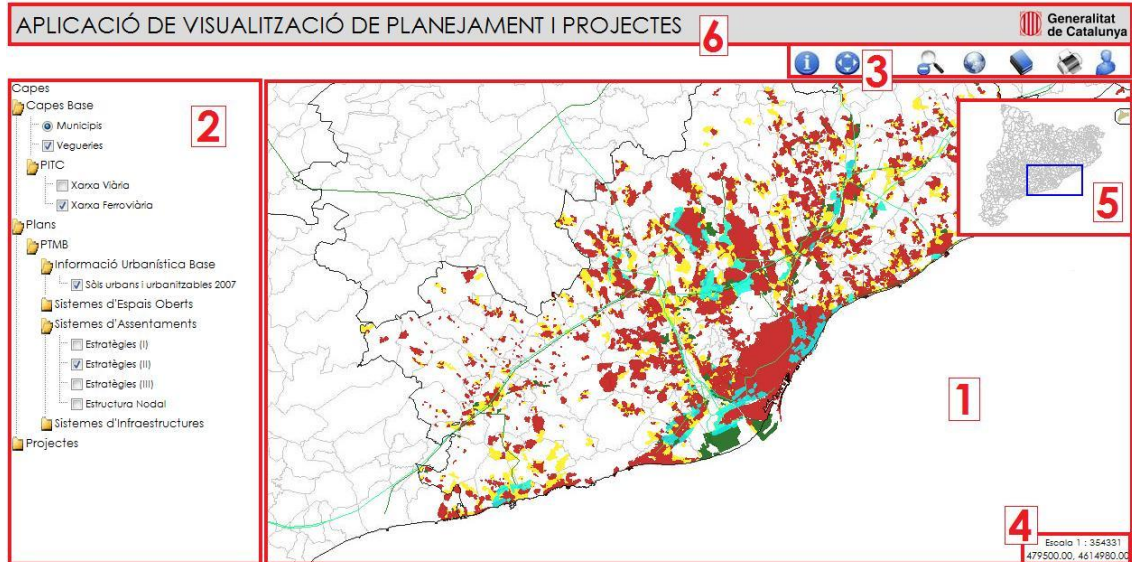 APLICACIÓ DE VISUALITZACIÓ DE PLANEJAMENT I PROJECTES
6
Generalitat
de Catalunya
3
Capes
Capes Base
2
Municipis
Vegueries
PITC
Xarxa Viària
Xarxa Ferroviària
Plans
PTMB
Informació Urbanística Base
Sòls urbans i urbanitzables 2007
Sistemes d'Espais Oberts
Sistemes d'Assentaments
Estratègies (I)
Estratègies (II)
Estratègies (III)
Estructura Nodal
Sistemes d'Infraestructures
Projectes
5
1
4
Escala 1 : 354331
479500.00, 4614980.00